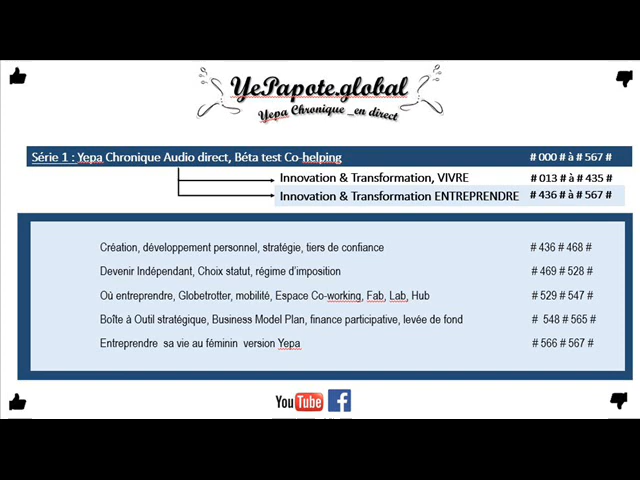 YePapote.global
Yepa Chronique _en direct
Série 1 : Yepa Chronique Audio direct, Béta test Co-helping # 000 # à # 567 #
Innovation & Transformation, VIVRE # 013 # à # 435 #
Innovation & Transformation ENTREPRENDRE # 436 # à # 567 #
Création, développement personnel, stratégie, tiers de confiance # 436 # 468 #
Devenir Indépendant, Choix statut, régime d'imposition # 469 # 528 #
Où entreprendre, Globetrotter, mobilité, Espace Co-working, Fab, Lab, Hub # 529 # 547 #
Boîte à Outil stratégique, Business Model Plan, finance participative, levée de fond # 548 # 565 #
Entreprendre sa vie au féminin version Yepa # 566 # 567 #
YouTube f